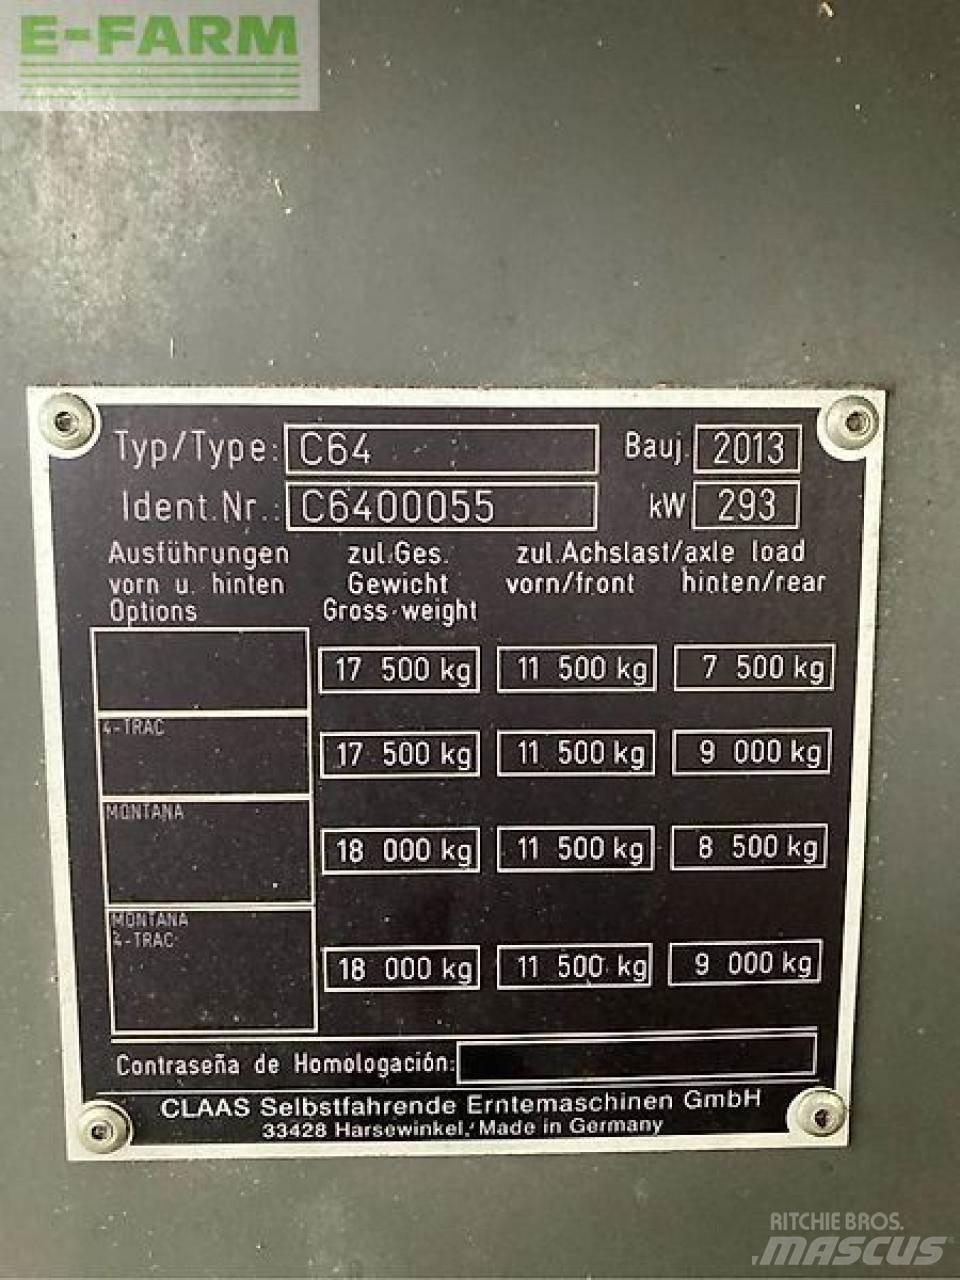 E-FARM
Typ/Type: C64 Bauj. 2013
Ident.Nr.: C6400055 kW 293
Ausführungen zul.Ges. zul.Achslast/axle load
vorn u. hinten Gewicht vorn/front hinten/rear
Options Gross-weight
17 500 kg 11 500 kg 7 500 kg
4-TRAC
17 500 kg 11 500 kg 9 000 kg
MONTANA
18 000 kg 11 500 kg 8 500 kg
MONTANA
4-TRAC
18 000 kg 11 500 kg 9 000 kg
Contraseña de Homologación:
CLAAS Selbstfahrende Erntemaschinen GmbH
33428 Harsewinkel, Made in Germany
RITCHIE BROS.
MASCUS